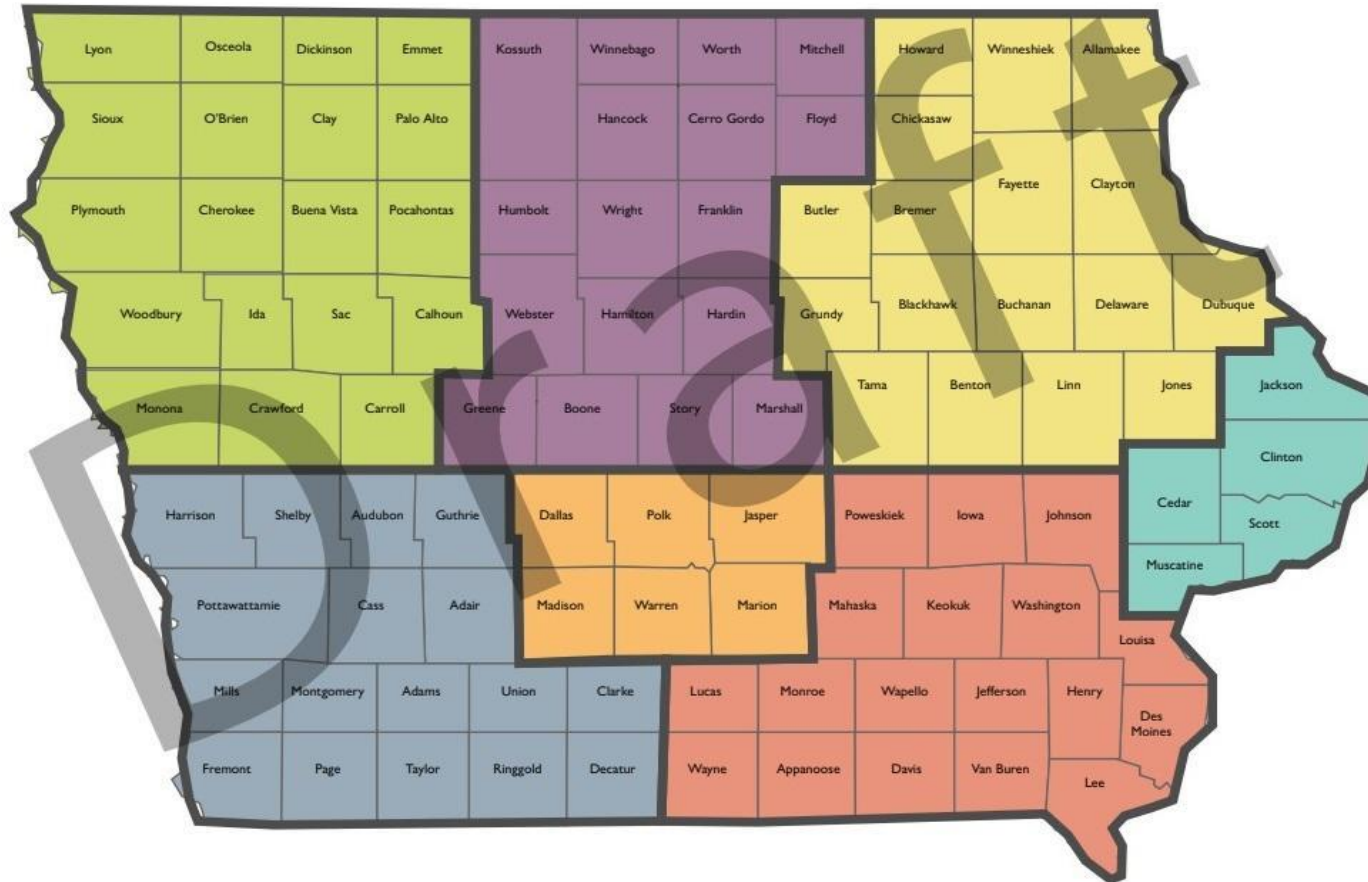 Lyon Osceola Dickinson Emmet Kossuth Winnebago Worth Mitchell Howard Winneshiek Allamakee
Sioux O'Brien Clay Palo Alto Hancock Cerro Gordo Floyd Chickasaw
Fayette Clayton
Plymouth Cherokee Buena Vista Pocahontas Humbolt Wright Franklin Butler Bremer
Woodbury Ida Sac Calhoun Webster Hamilton Hardin Grundy Blackhawk Buchanan Delaware Dubuque
Monona Crawford Carroll Greene Boone Story Marshall Tama Benton Linn Jones Jackson
Clinton
Harrison Shelby Audubon Guthrie Dallas Polk Jasper Poweskiek Iowa Johnson Cedar Scott
Muscatine
Pottawattamie Cass Adair Madison Warren Marion Mahaska Keokuk Washington
Louisa
Mills Montgomery Adams Union Clarke Lucas Monroe Wapello Jefferson Henry
Des
Moines
Fremont Page Taylor Ringgold Decatur Wayne Appanoose Davis Van Buren Lee
Draft